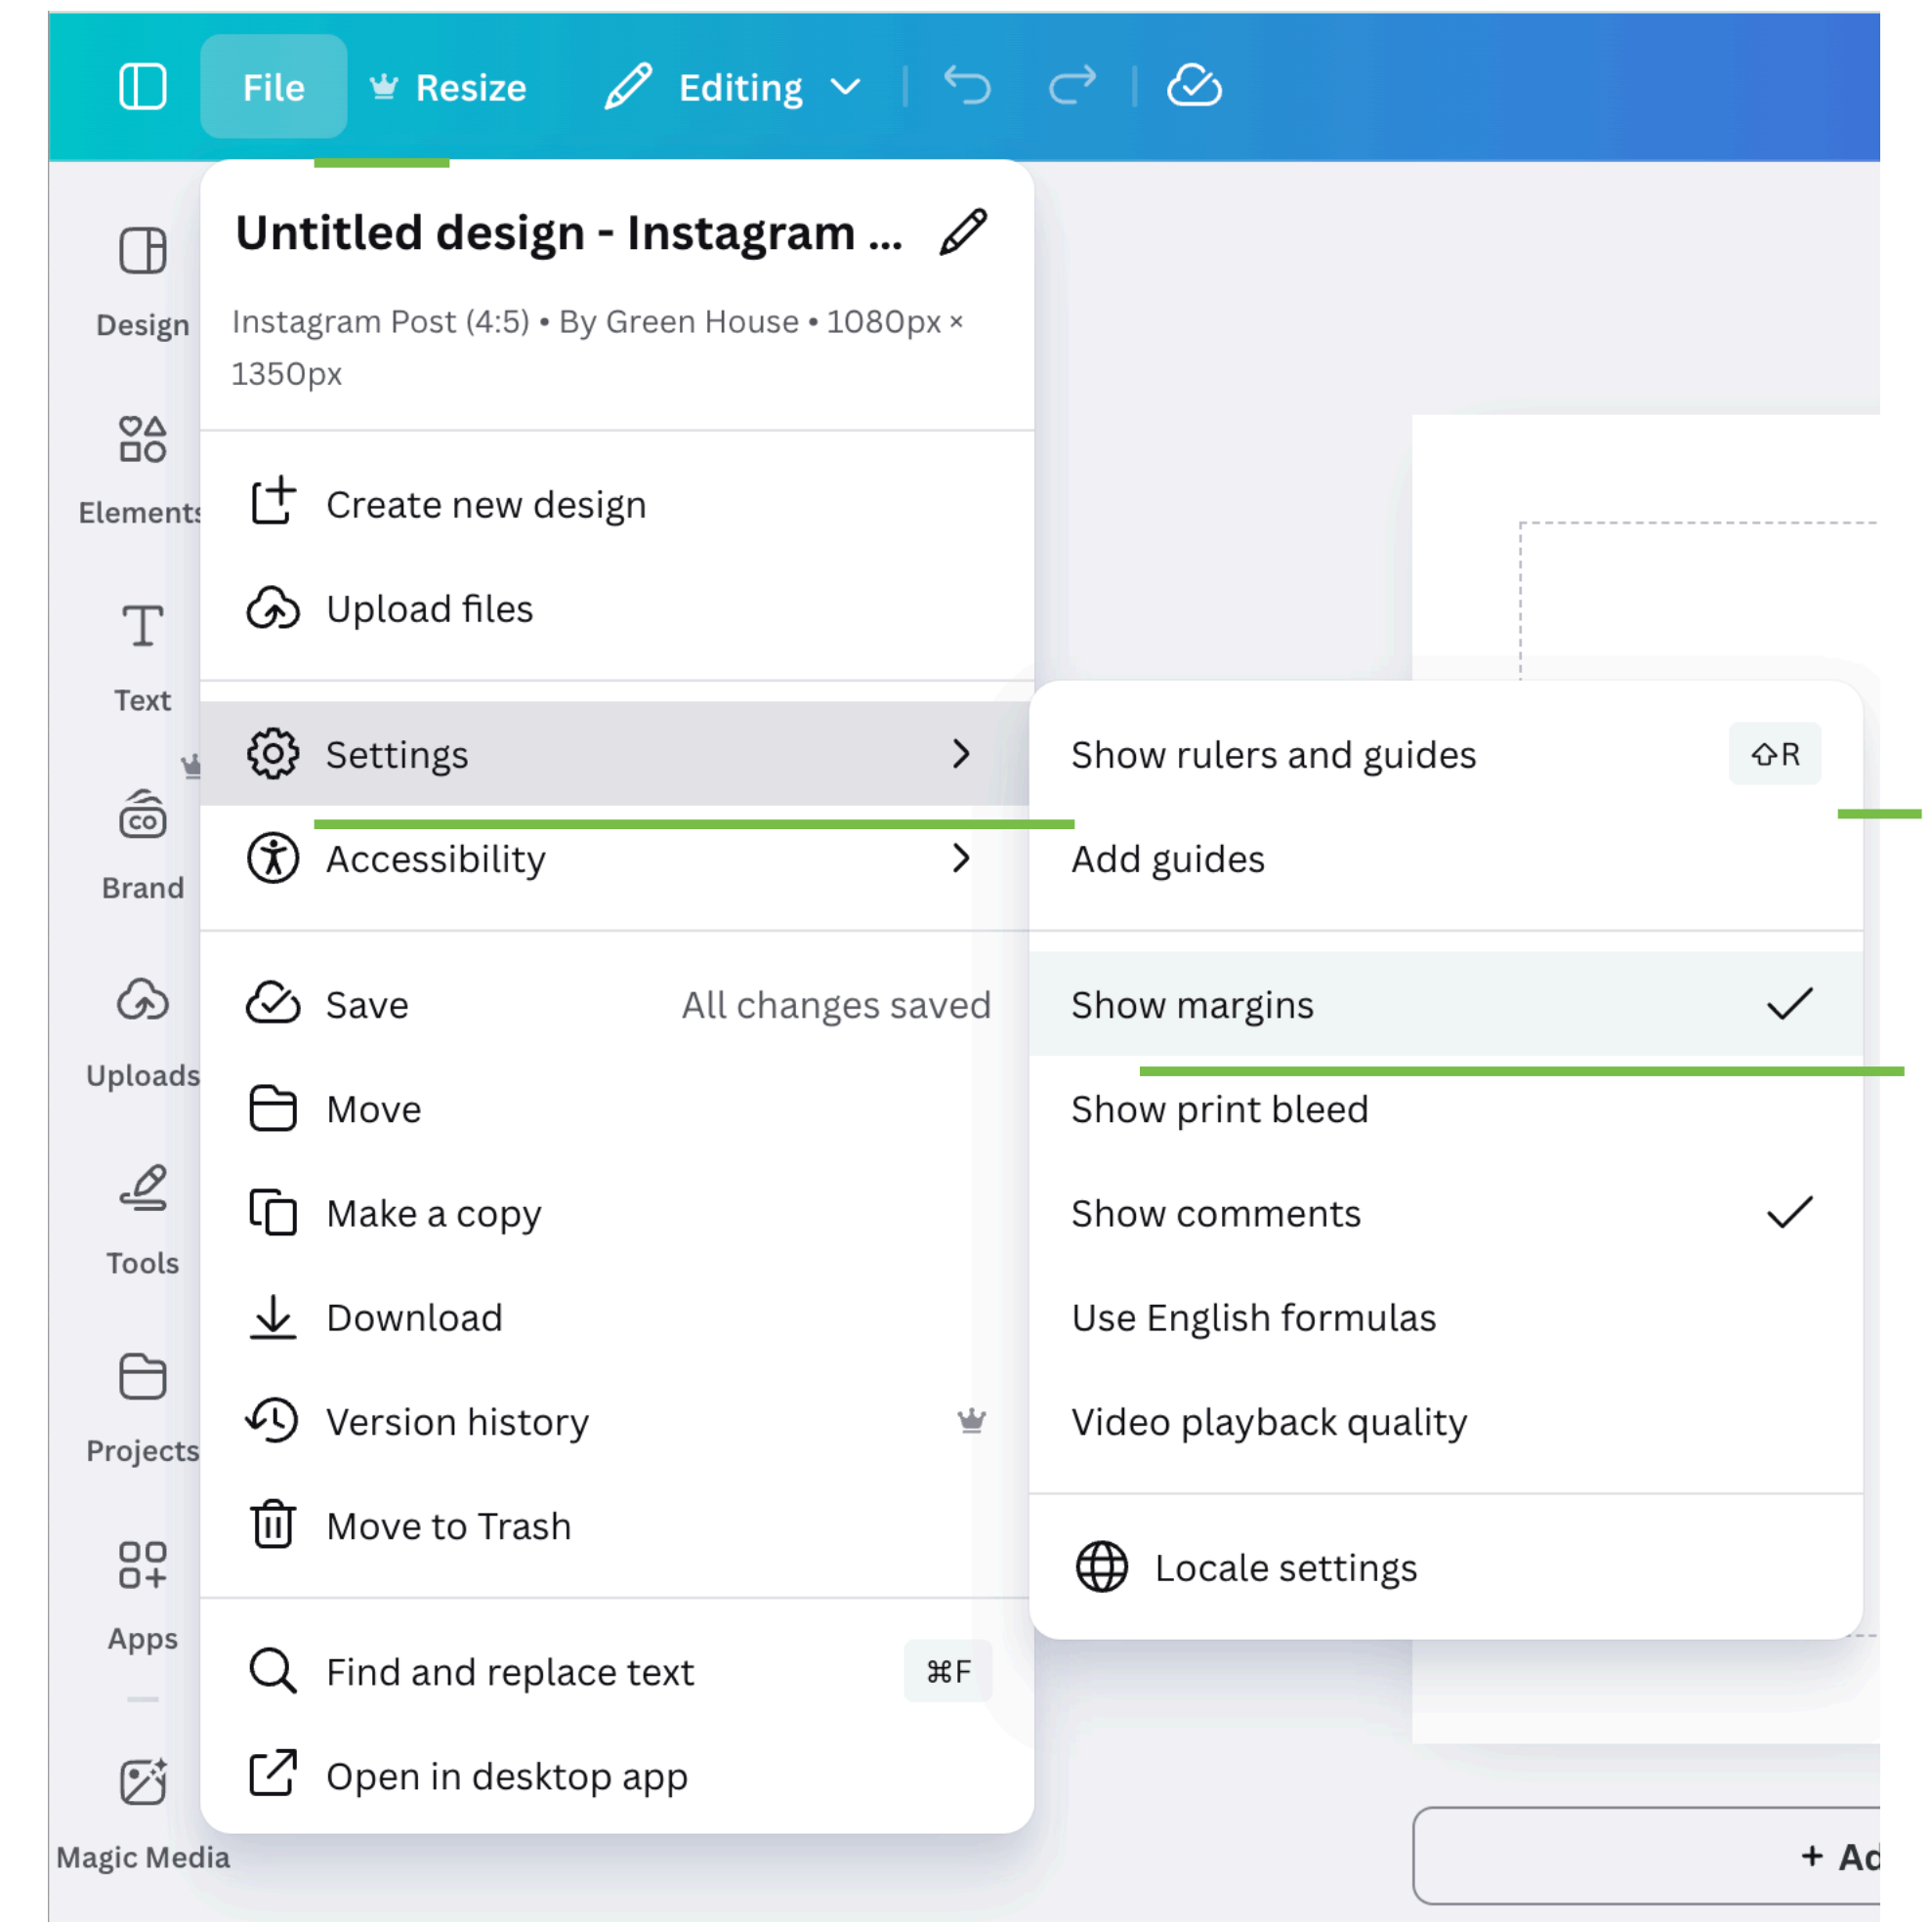 File Resize Editing
Untitled design - Instagram ...
Instagram Post (4:5) • By Green House • 1080px ×
1350px
Create new design
Upload files
Settings
Accessibility
Save All changes saved
Move
Make a copy
Download
Version history
Move to Trash
Find and replace text ⌘F
Open in desktop app
Show rulers and guides ⇧R
Add guides
Show margins
Show print bleed
Show comments
Use English formulas
Video playback quality
Locale settings
Design
Elements
Text
CO
Brand
Uploads
Tools
Projects
Apps
Magic Media
+ Ad